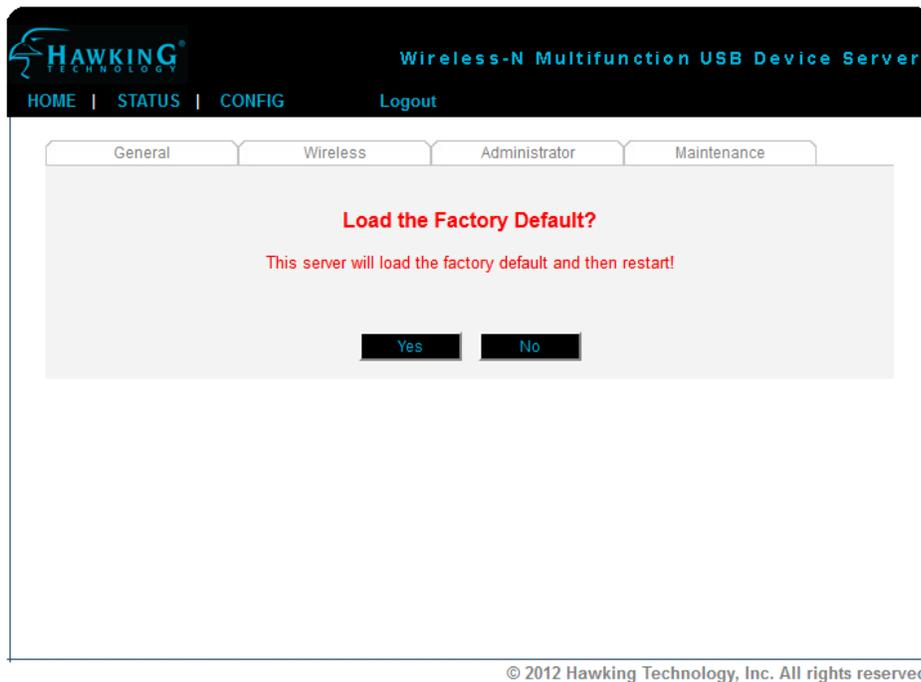 HAWKING®
TECHNOLOGY
Wireless-N Multifunction USB Device Server
HOME | STATUS | CONFIG Logout
General Wireless Administrator Maintenance
Load the Factory Default?
This server will load the factory default and then restart!
Yes No
© 2012 Hawking Technology, Inc. All rights reserved